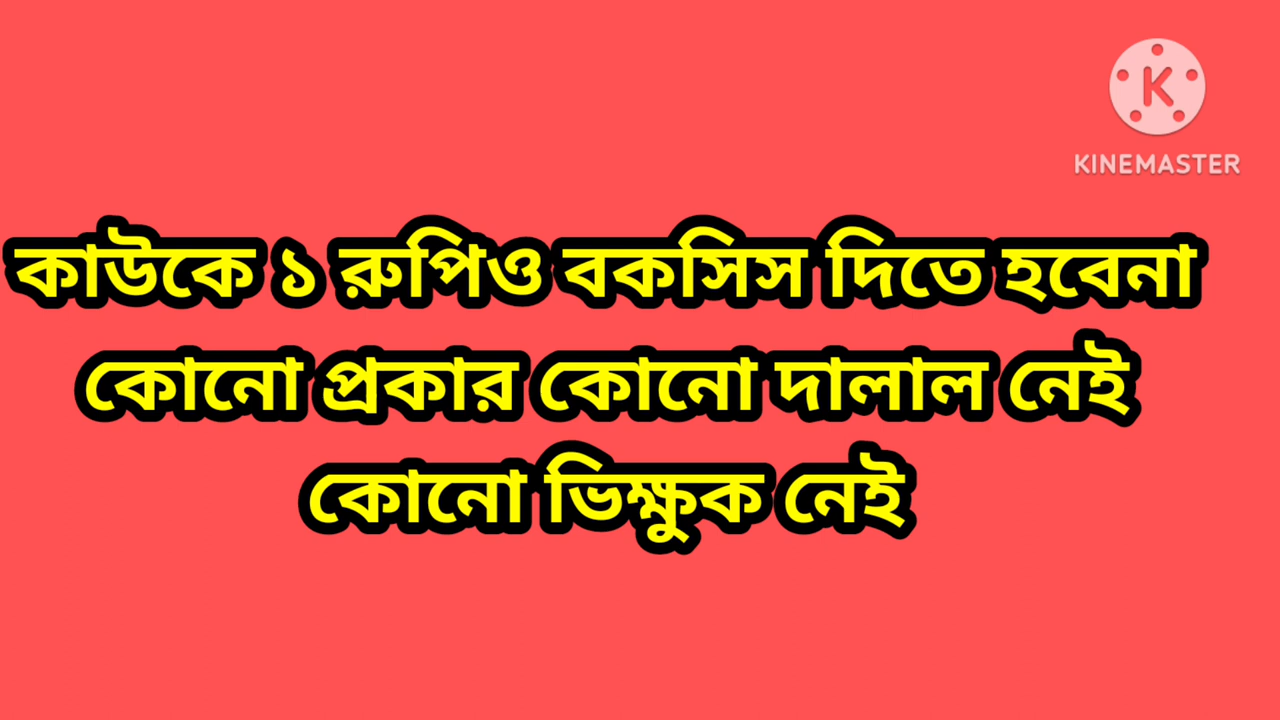 KINEMASTER
কাউকে ১ রুপিও বকসিস দিতে হবেনা
কোনো প্রকার কোনো দালাল নেই
কোনো ভিক্ষুক নেই